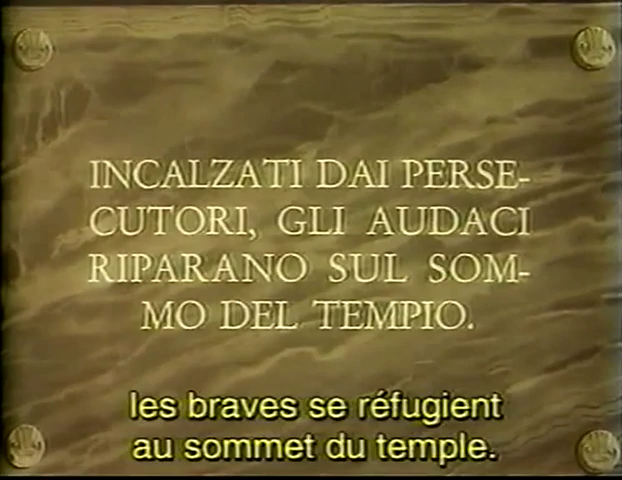 INCALZATI DAI PERSE-
CUTORI, GLI AUDACI
RIPARANO SUL SOM-
MO DEL TEMPIO.
les braves se réfugient
au sommet du temple.